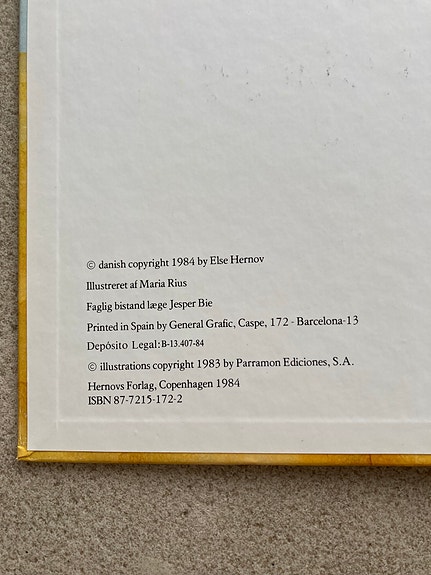 © danish copyright 1984 by Else Hernov
Illustreret af Maria Rius
Faglig bistand læge Jesper Bie
Printed in Spain by General Grafic, Caspe, 172 - Barcelona-13
Depósito Legal: B-13.407-84
© illustrations copyright 1983 by Parramon Ediciones, S.A.
Hernovs Forlag, Copenhagen 1984
ISBN 87-7215-172-2